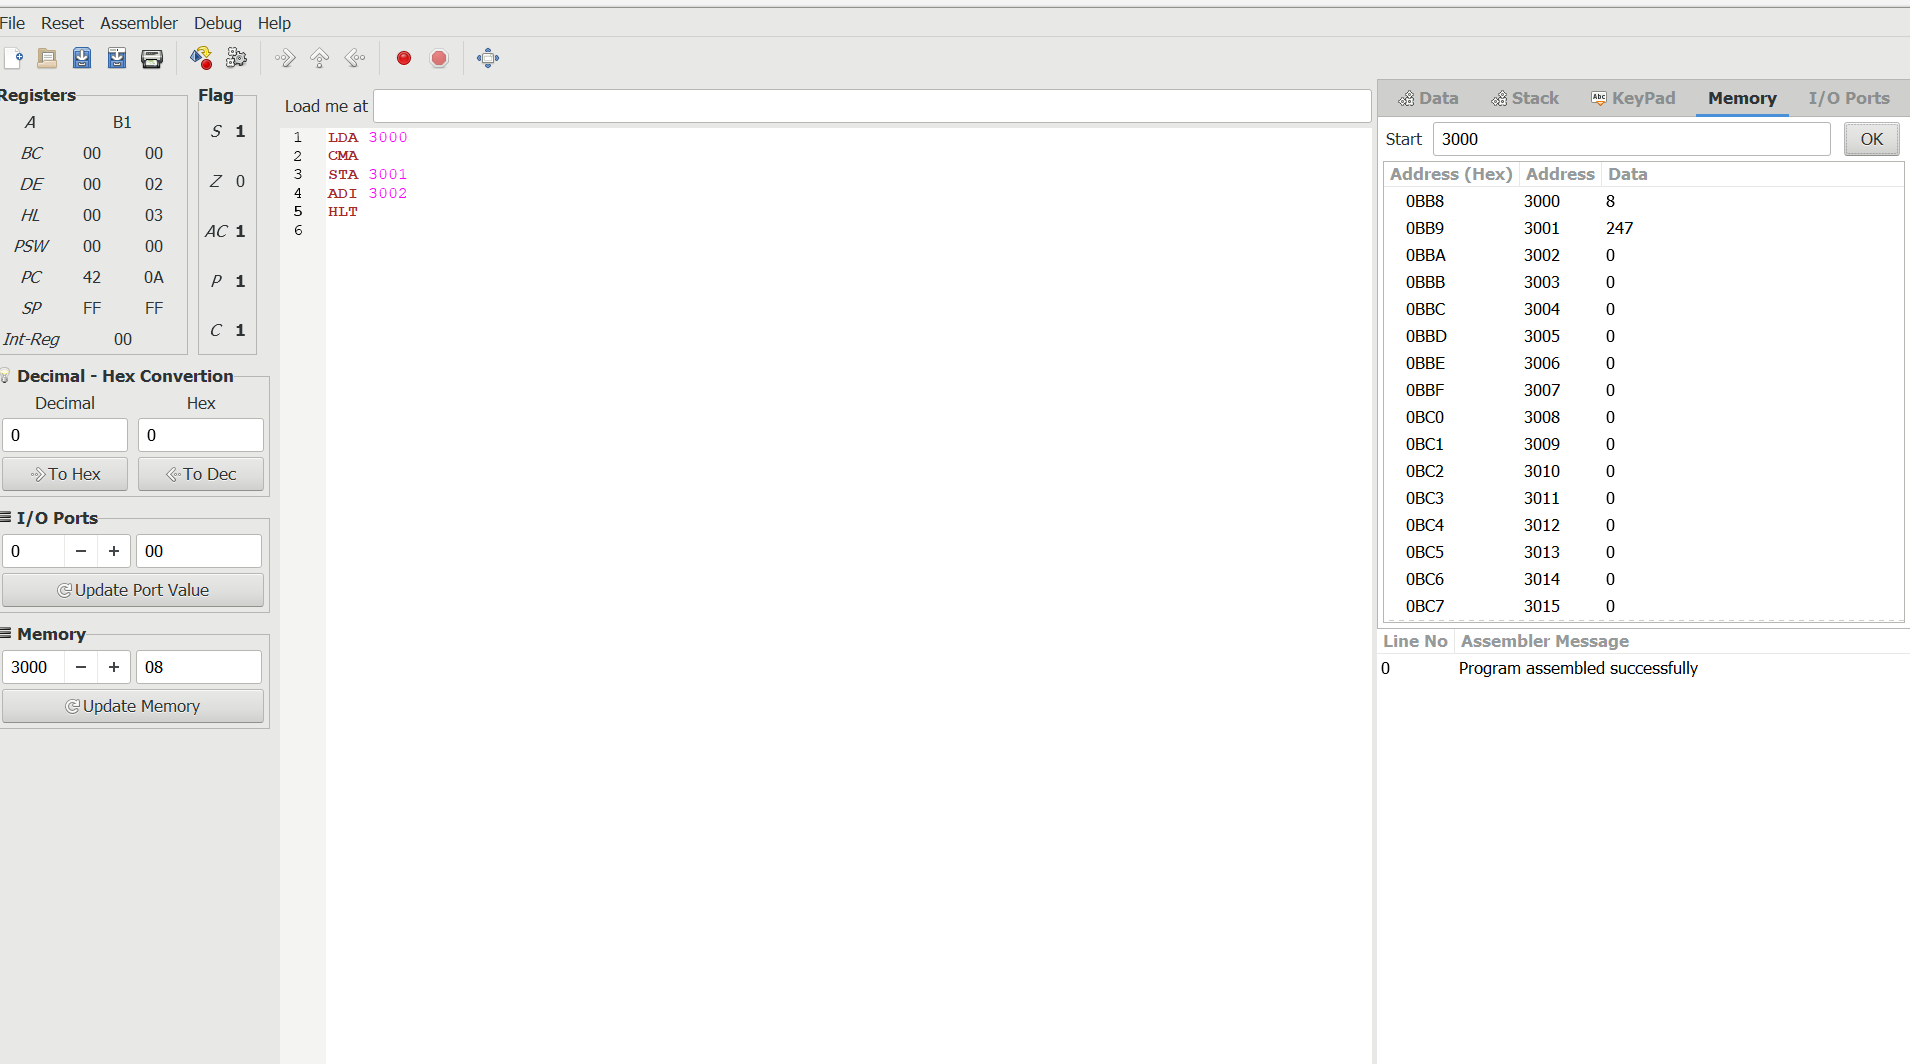 File Reset Assembler Debug Help
Registers
A B1
BC 00 00
DE 00 02
HL 00 03
PSW 00 00
PC 42 0A
SP FF FF
Int-Reg 00
Flag
S 1
Z 0
AC 1
P 1
C 1
Decimal - Hex Convertion
Decimal Hex
0 0
To Hex To Dec
I/O Ports
0 − + 00
Update Port Value
Memory
3000 − + 08
Update Memory
Load me at
1 LDA 3000
2 CMA
3 STA 3001
4 ADI 3002
5 HLT
6
Data Stack Abc KeyPad Memory I/O Ports
Start 3000 OK
Address (Hex) Address Data
0BB8 3000 8
0BB9 3001 247
0BBA 3002 0
0BBB 3003 0
0BBC 3004 0
0BBD 3005 0
0BBE 3006 0
0BBF 3007 0
0BC0 3008 0
0BC1 3009 0
0BC2 3010 0
0BC3 3011 0
0BC4 3012 0
0BC5 3013 0
0BC6 3014 0
0BC7 3015 0
Line No Assembler Message
0 Program assembled successfully